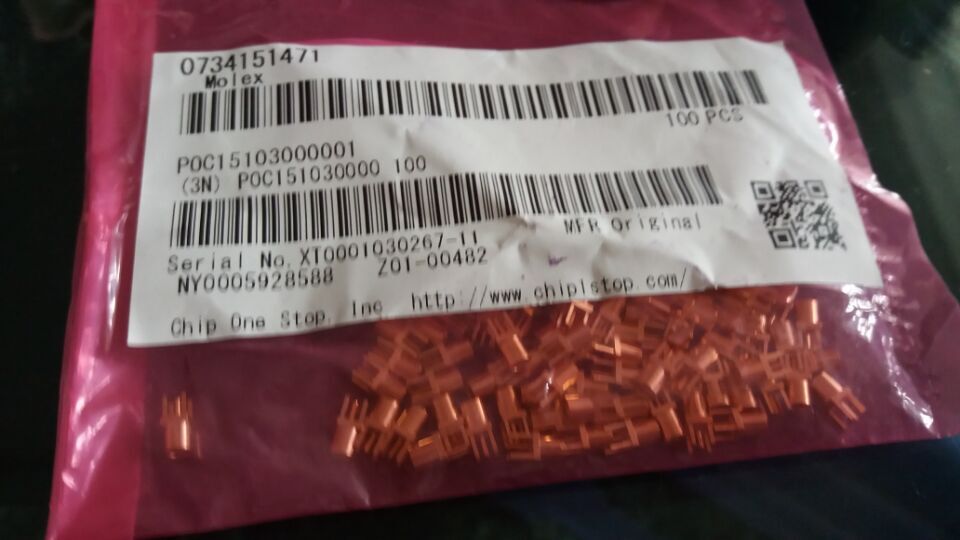 0734151471
Molex
100 PCS
P0C15103000001
(3N) P0C151030000 100
MFR Original
Serial No. XT0001030267-11
NY0005928588 Z01-00482
Chip One Stop, Inc http://www.chip1stop.com/